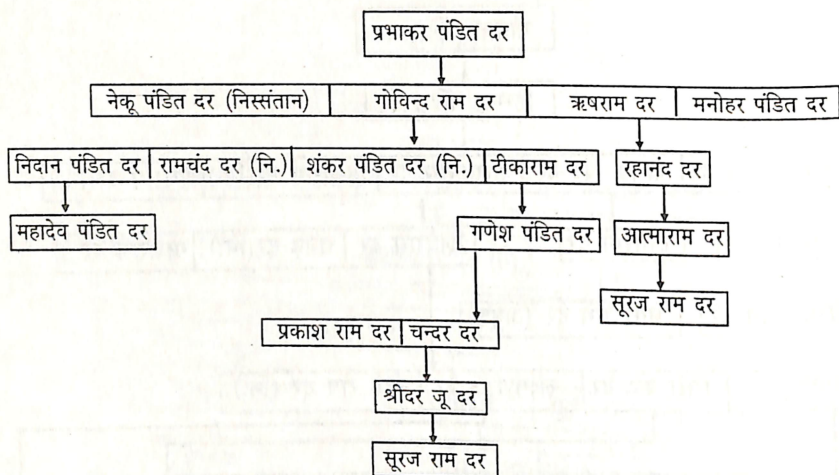 प्रभाकर पंडित दर
नेकू पंडित दर (निस्संतान) | गोविन्द राम दर | ऋषराम दर | मनोहर पंडित दर
निदान पंडित दर | रामचंद दर (नि.) | शंकर पंडित दर (नि.) | टीकाराम दर रहानंद दर
महादेव पंडित दर गणेश पंडित दर आत्माराम दर
सूरज राम दर
प्रकाश राम दर | चन्दर दर
श्रीदर जू दर
सूरज राम दर